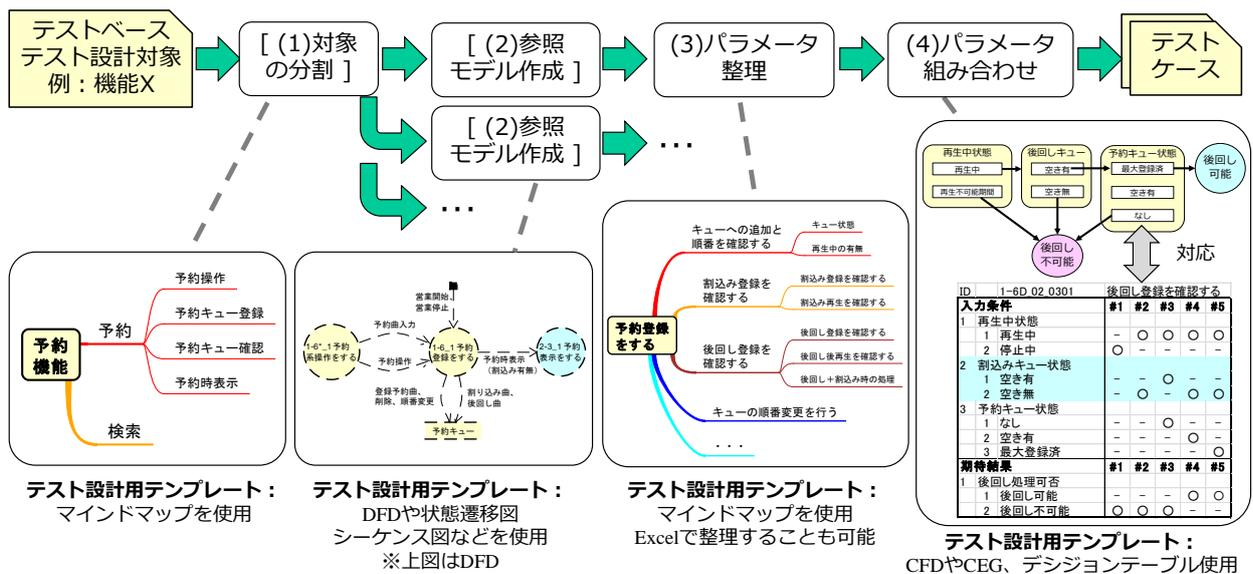 テストベース
テスト設計対象
例：機能X
[ (1)対象
の分割 ]
[ (2)参照
モデル作成 ]
(3)パラメータ
整理
(4)パラメータ
組み合わせ
テスト
ケース
[ (2)参照
モデル作成 ]
…
…
予約
機能
予約
予約操作
予約キュー登録
予約キュー確認
予約時表示
検索
テスト設計用テンプレート：
マインドマップを使用
営業開始、
営業停止
予約曲入力
1-6*_1予約
系操作をする
予約操作
1-6_1予約
登録をする
予約時表示
（割込み有無）
2-3_1予約
表示をする
登録予約曲、
削除、順番変更
割り込み曲、
後回し曲
予約キュー
テスト設計用テンプレート：
DFDや状態遷移図
シーケンス図などを使用
※上図はDFD
予約登録
をする
キューへの追加と
順番を確認する
キュー状態
再生中の有無
割込み登録を
確認する
割込み登録を確認する
割込み再生を確認する
後回し登録を
確認する
後回し登録を確認する
後回し後再生を確認する
後回し＋割込み時の処理
キューの順番変更を行う
・・・
テスト設計用テンプレート：
マインドマップを使用
Excelで整理することも可能
再生中状態
再生中
再生不可能期間
後回しキュー
空き有
空き無
予約キュー状態
最大登録済
空き有
なし
後回し
可能
後回し
不可能
対応
ID 1-6D_02_0301 後回し登録を確認する
入力条件 #1 #2 #3 #4 #5
1 再生中状態
1 再生中 － ○ ○ ○ ○
2 停止中 ○ － － － －
2 割込みキュー状態
1 空き有 － － ○ － －
2 空き無 － ○ － ○ ○
3 予約キュー状態
1 なし － － ○ － －
2 空き有 － － － ○ －
3 最大登録済 － － － － ○
期待結果 #1 #2 #3 #4 #5
1 後回し処理可否
1 後回し可能 － － － ○ ○
2 後回し不可能 ○ ○ ○ － －
テスト設計用テンプレート：
CFDやCEG、デシジョンテーブル使用